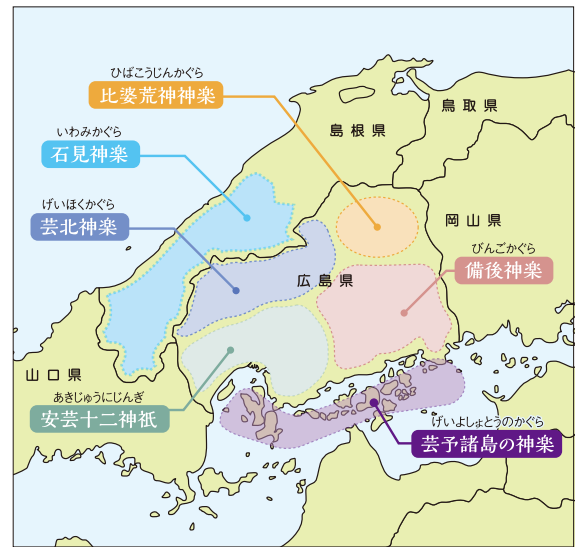 ひばこうじんかぐら
比婆荒神神楽
鳥取県
島根県
いわみかぐら
石見神楽
げいほくかぐら
芸北神楽
岡山県
びんごかぐら
備後神楽
広島県
山口県
あきじゅうにじんぎ
安芸十二神祇
げいよしょとうのかぐら
芸予諸島の神楽